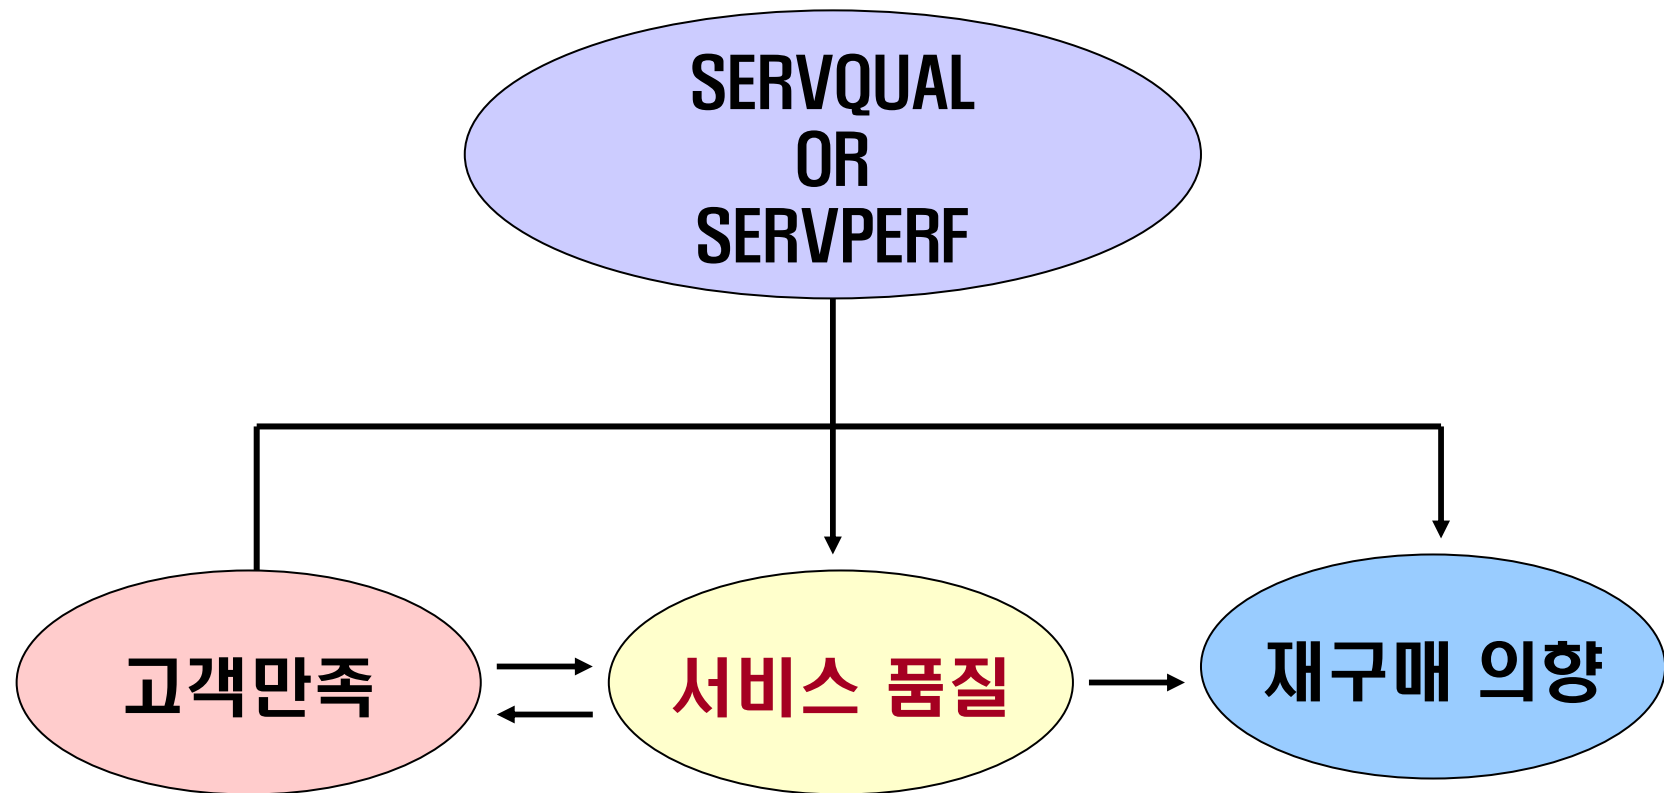 SERVQUAL
OR
SERVPERF
고객만족
서비스 품질
재구매 의향